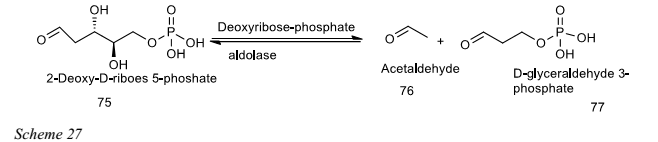 OH
O
O
O
P
OH
OH
OH
2-Deoxy-D-riboes 5-phoshate
75
Deoxyribose-phosphate
aldolase
O
+
Acetaldehyde
76
O
O
O
P
OH
OH
D-glyceraldehyde 3-
phosphate
77
Scheme 27